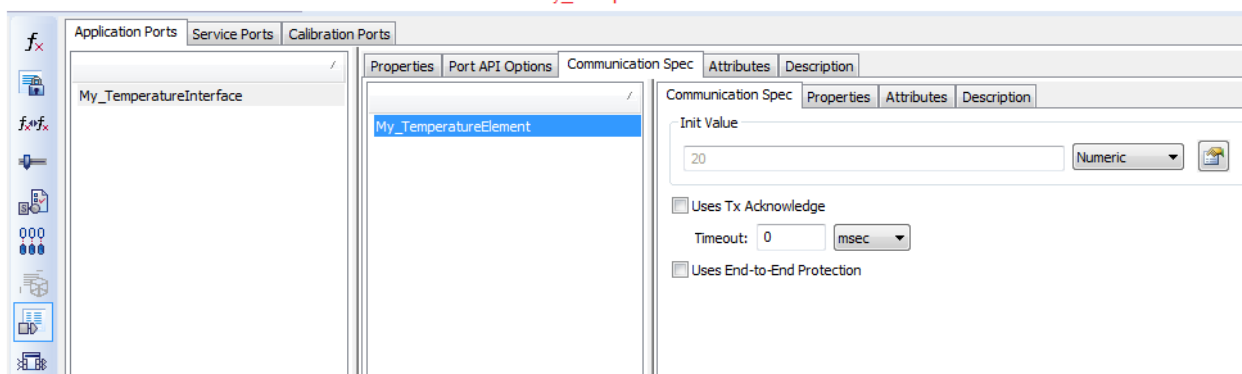 Application Ports Service Ports Calibration Ports
My_TemperatureInterface
Properties Port API Options Communication Spec Attributes Description
My_TemperatureElement
Communication Spec Properties Attributes Description
Init Value
20 Numeric
Uses Tx Acknowledge
Timeout: 0 msec
Uses End-to-End Protection